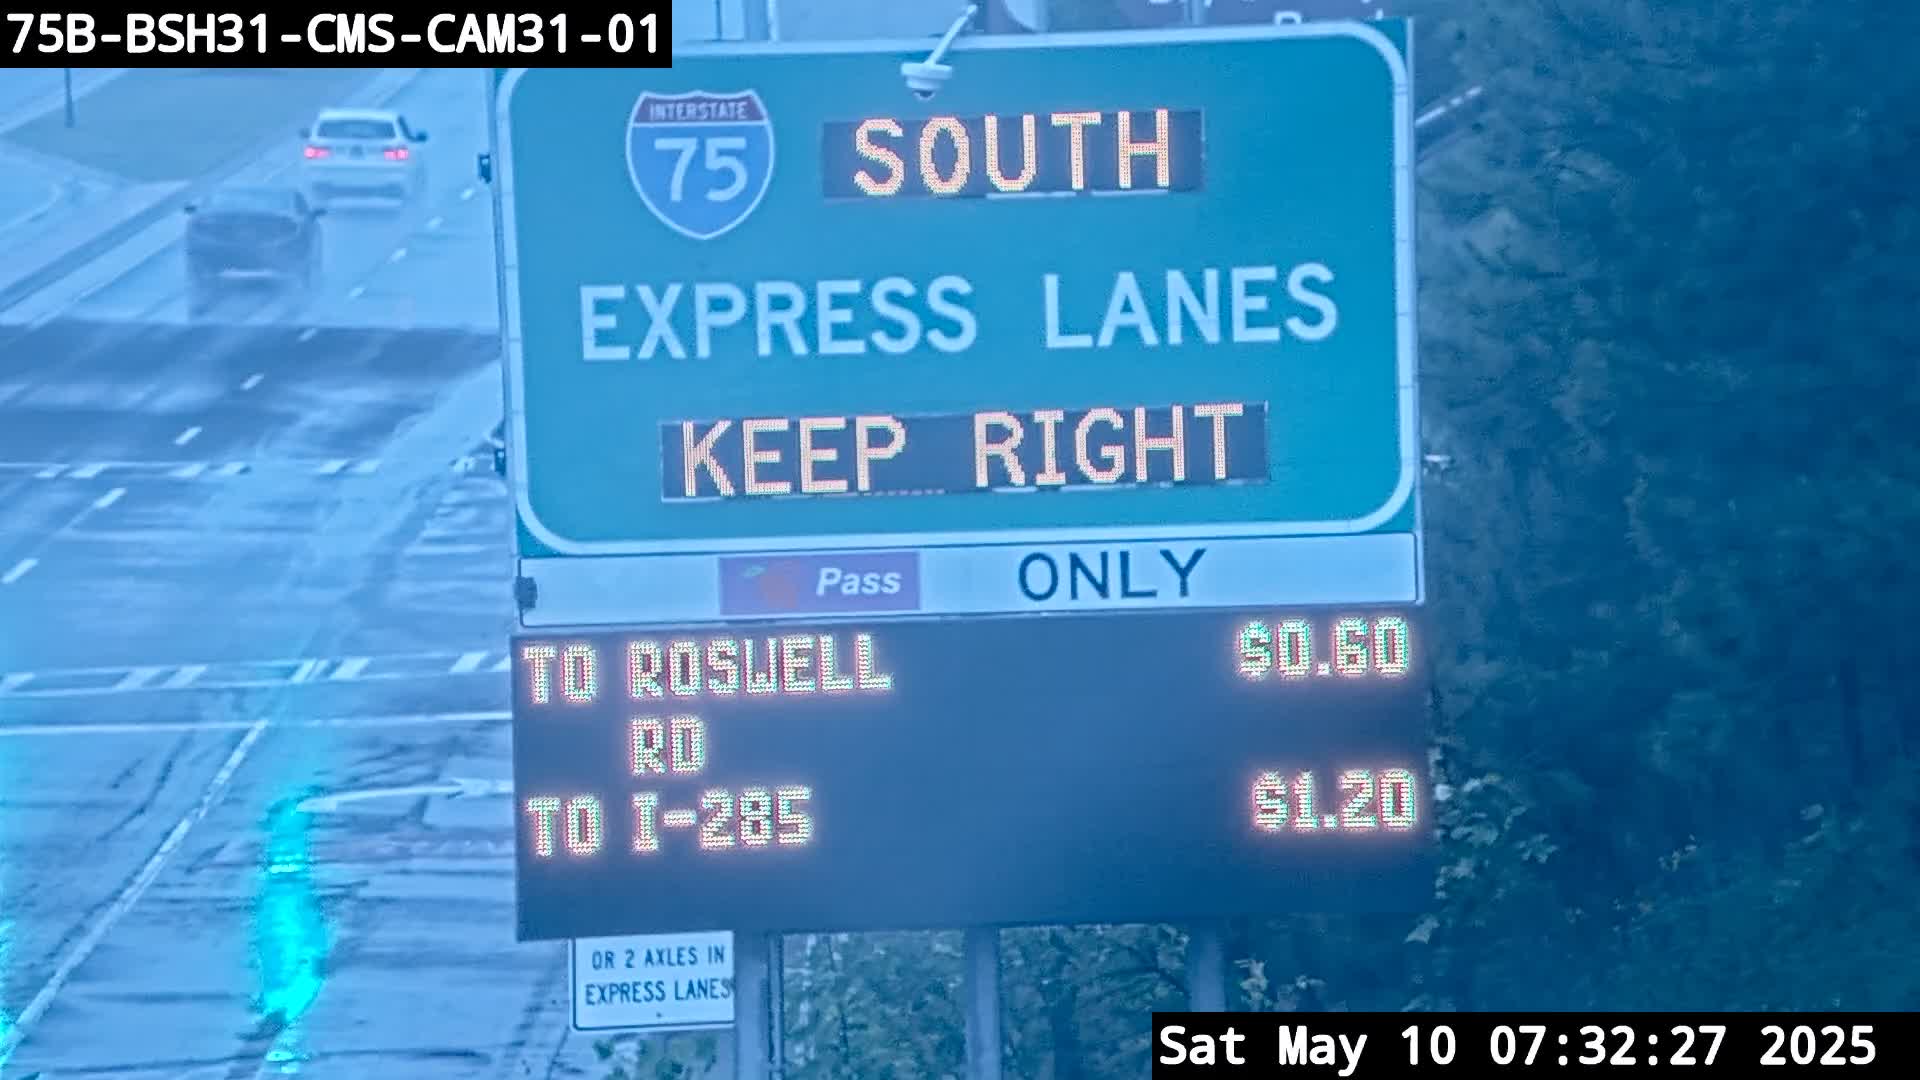 75B-BSH31-CMS-CAM31-01
INTERSTATE
75
SOUTH
EXPRESS LANES
KEEP RIGHT
Pass
ONLY
TO ROSWELL $0.60
RD
TO I-285 $1.20
OR 2 AXLES IN
EXPRESS LANES
Sat May 10 07:32:27 2025